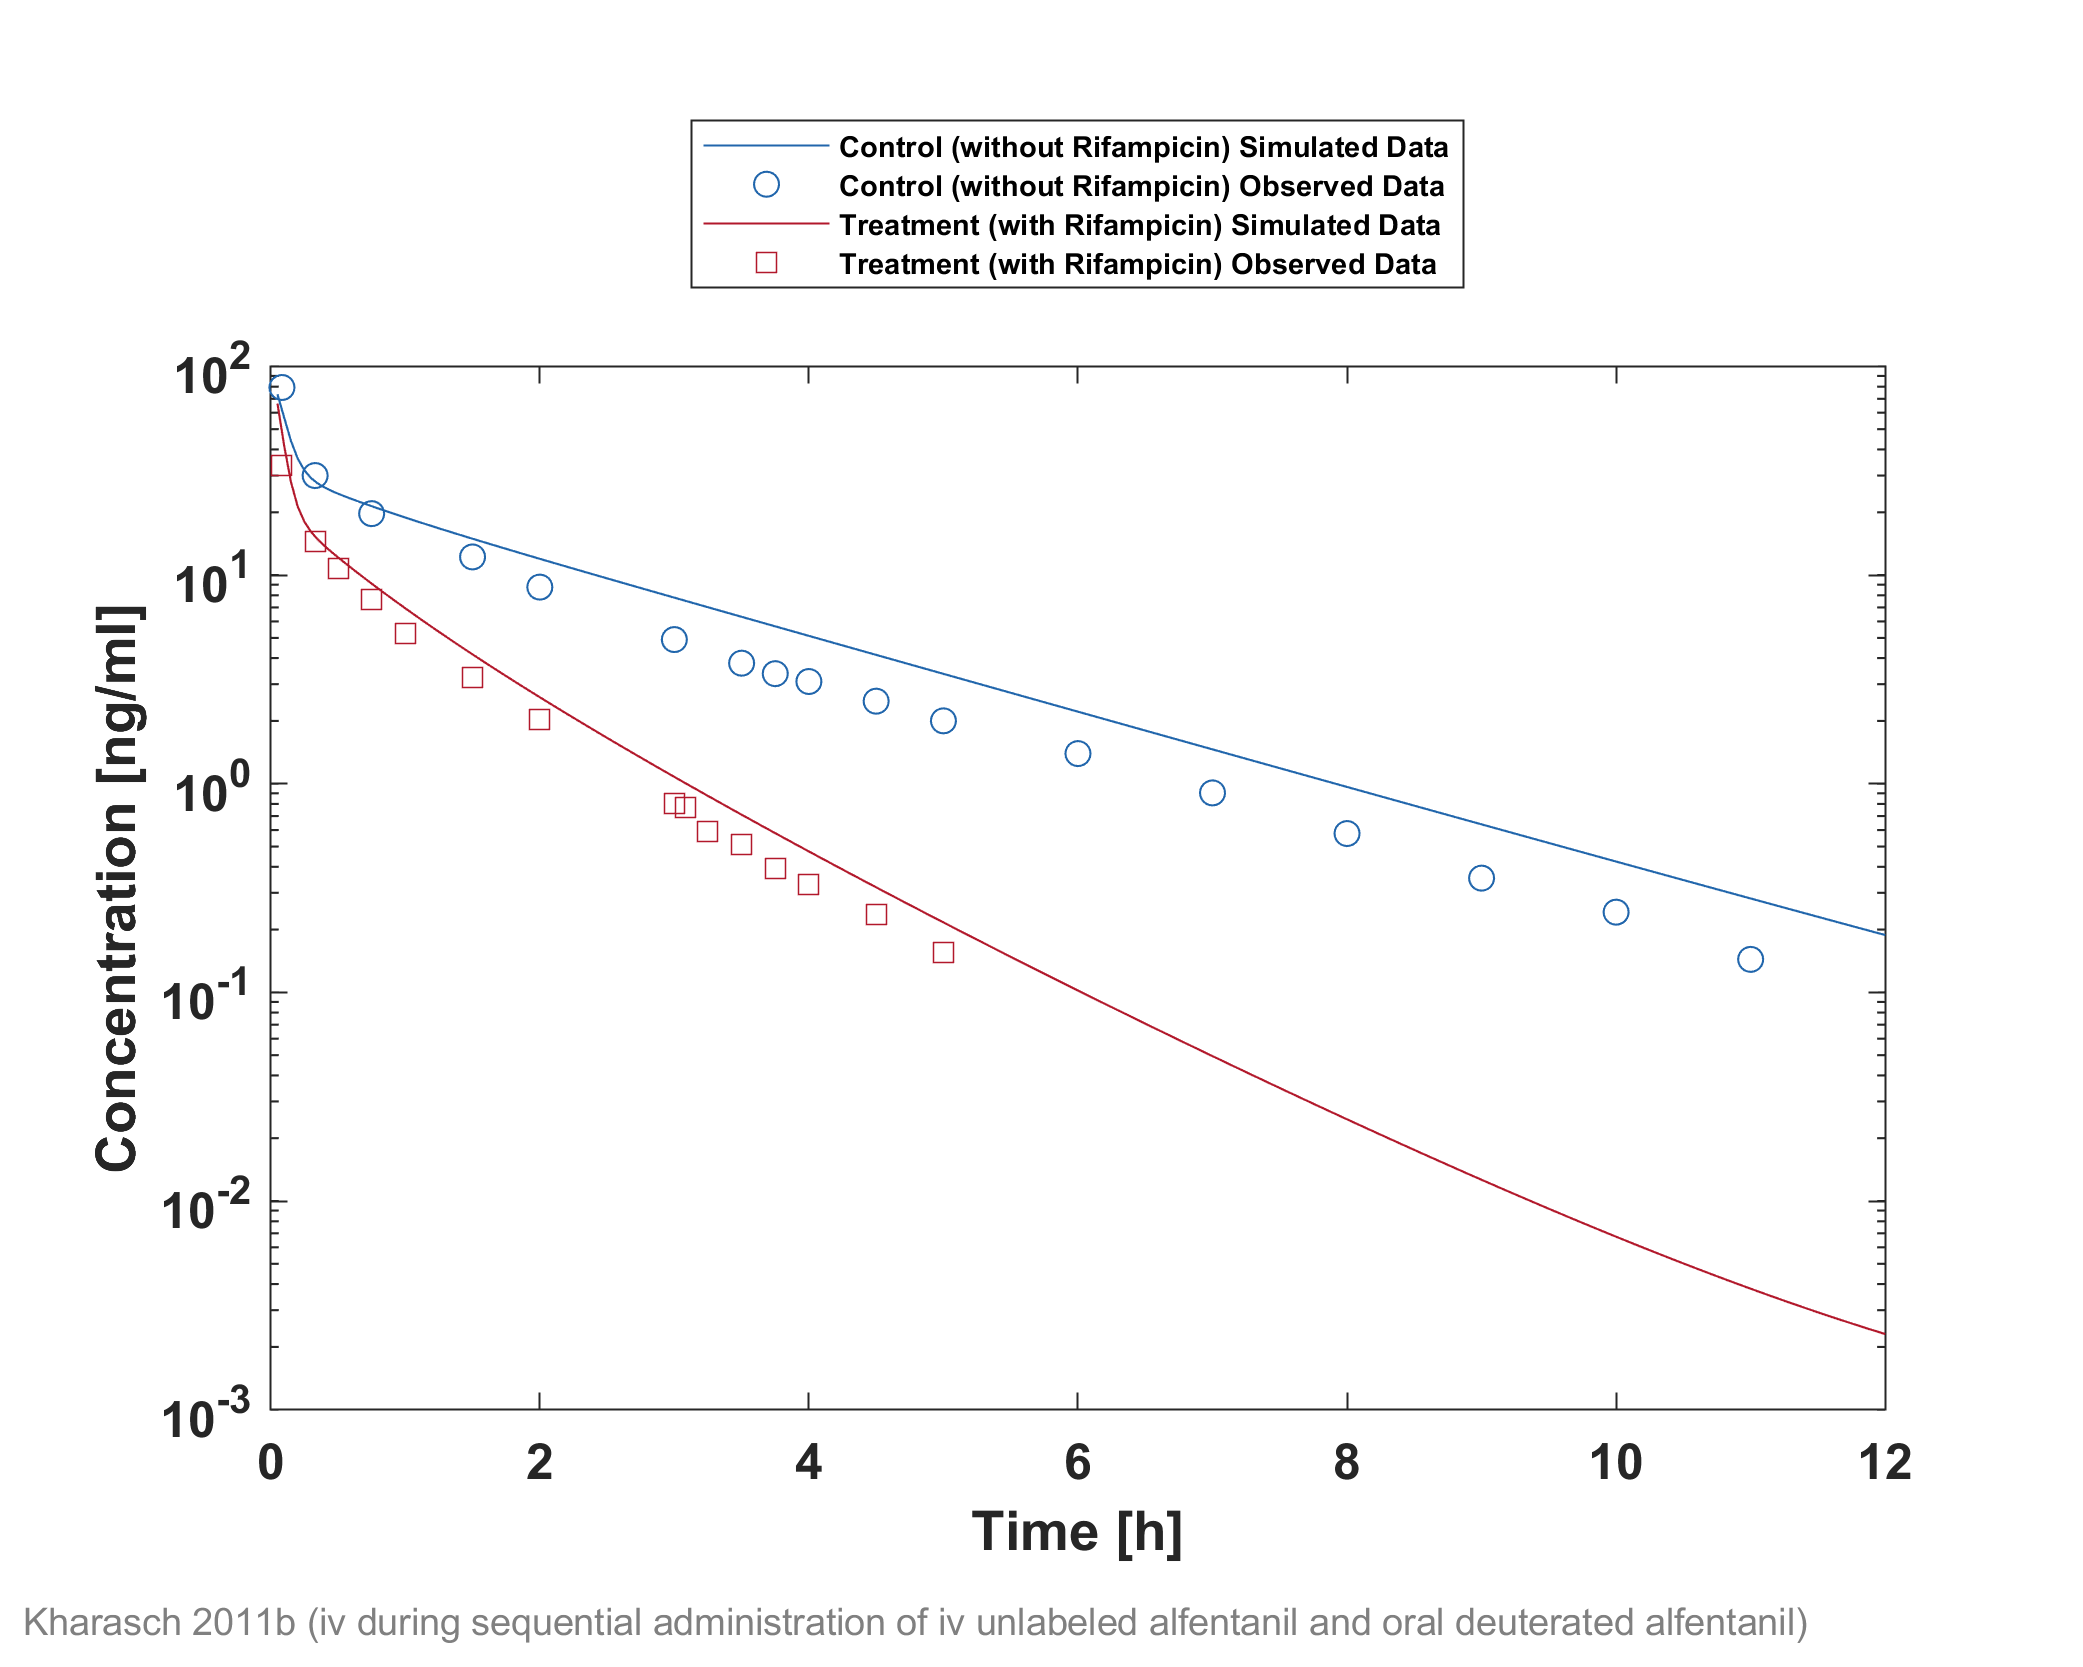 Control (without Rifampicin) Simulated Data
Control (without Rifampicin) Observed Data
Treatment (with Rifampicin) Simulated Data
Treatment (with Rifampicin) Observed Data
10^2
10^1
10^0
10^-1
10^-2
10^-3
Concentration [ng/ml]
0 2 4 6 8 10 12
Time [h]
Kharasch 2011b (iv during sequential administration of iv unlabeled alfentanil and oral deuterated alfentanil)